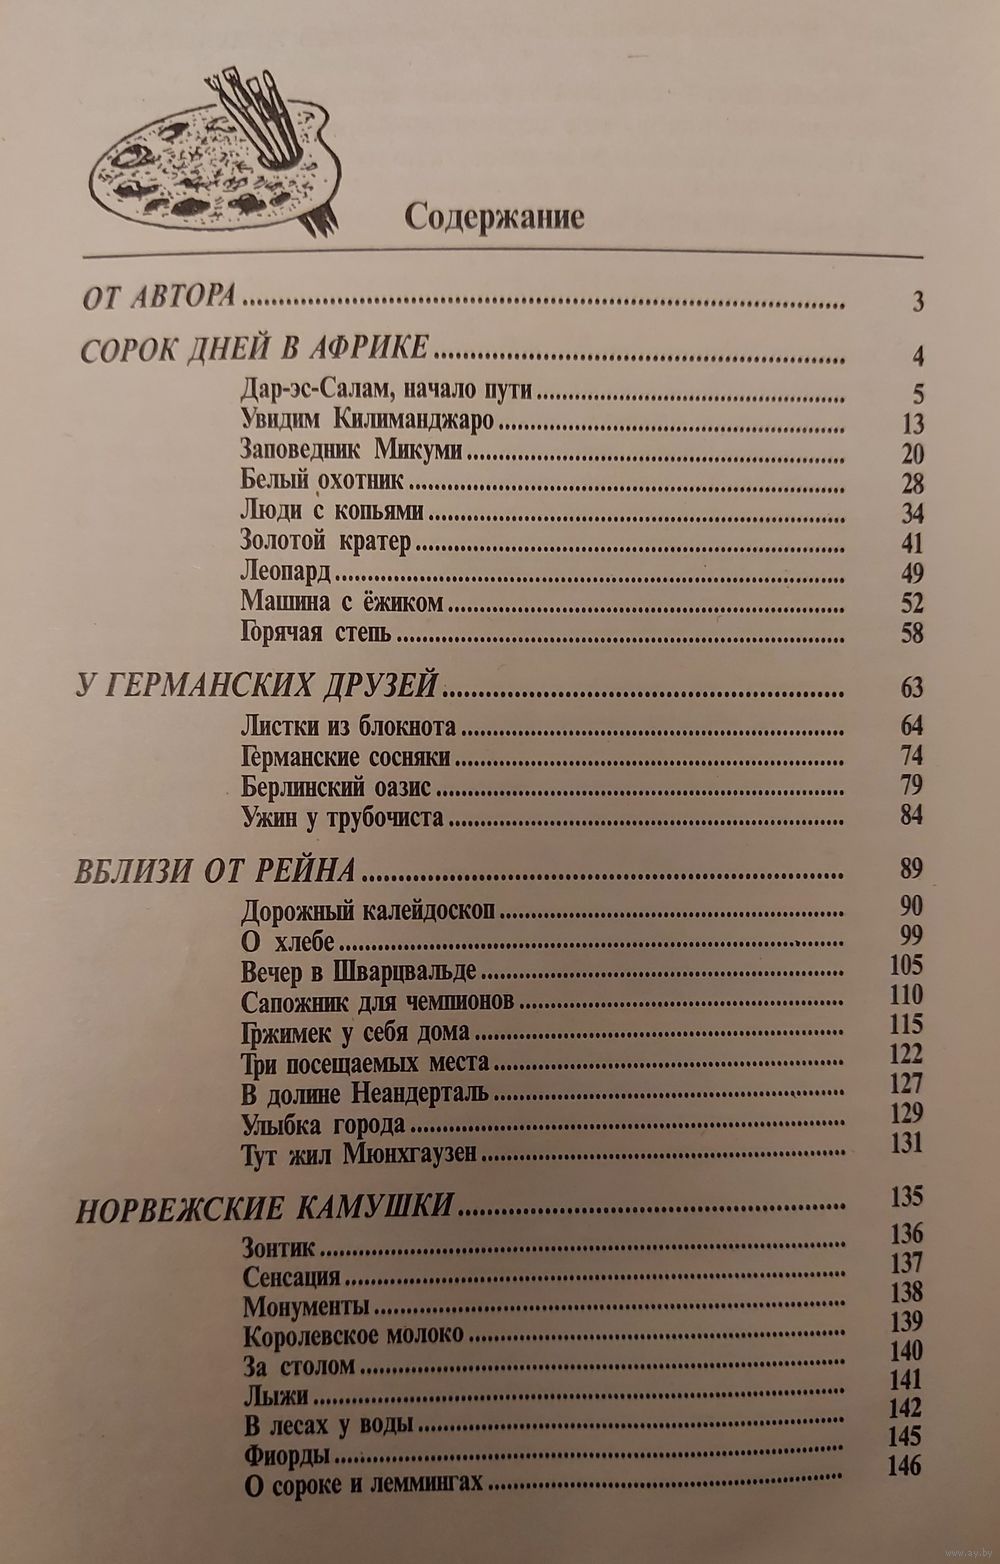 Содержание
ОТ АВТОРА 3
СОРОК ДНЕЙ В АФРИКЕ 4
Дар-эс-Салам, начало пути 5
Увидим Килиманджаро 13
Заповедник Микуми 20
Белый охотник 28
Люди с копьями 34
Золотой кратер 41
Леопард 49
Машина с ёжиком 52
Горячая степь 58
У ГЕРМАНСКИХ ДРУЗЕЙ 63
Листки из блокнота 64
Германские сосняки 74
Берлинский оазис 79
Ужин у трубочиста 84
ВБЛИЗИ ОТ РЕЙНА 89
Дорожный калейдоскоп 90
О хлебе 99
Вечер в Шварцвальде 105
Сапожник для чемпионов 110
Гржимек у себя дома 115
Три посещаемых места 122
В долине Неандерталь 127
Улыбка города 129
Тут жил Мюнхгаузен 131
НОРВЕЖСКИЕ КАМУШКИ 135
Зонтик 136
Сенсация 137
Монументы 138
Королевское молоко 139
За столом 140
Лыжи 141
В лесах у воды 142
Фиорды 145
О сороке и леммингах 146
www.ay.by